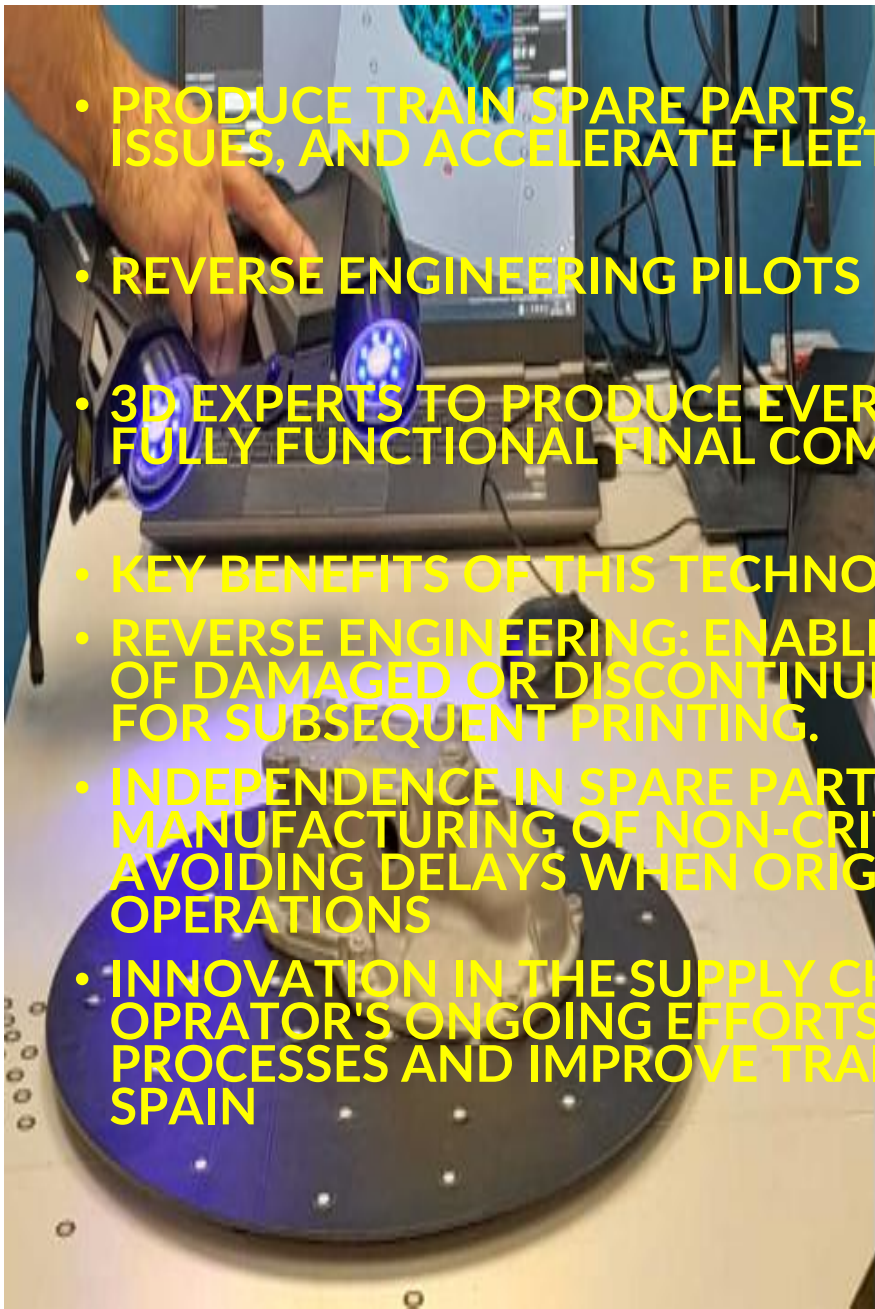 • PRODUCE TRAIN SPARE PARTS,
ISSUES, AND ACCELERATE FLEET
• REVERSE ENGINEERING PILOTS
• 3D EXPERTS TO PRODUCE EVER
FULLY FUNCTIONAL FINAL COM
• KEY BENEFITS OF THIS TECHNO
• REVERSE ENGINEERING: ENABL
OF DAMAGED OR DISCONTINU
FOR SUBSEQUENT PRINTING.
• INDEPENDENCE IN SPARE PART
MANUFACTURING OF NON-CRIT
AVOIDING DELAYS WHEN ORIG
OPERATIONS
• INNOVATION IN THE SUPPLY CH
OPRATOR'S ONGOING EFFORTS
PROCESSES AND IMPROVE TRA
SPAIN